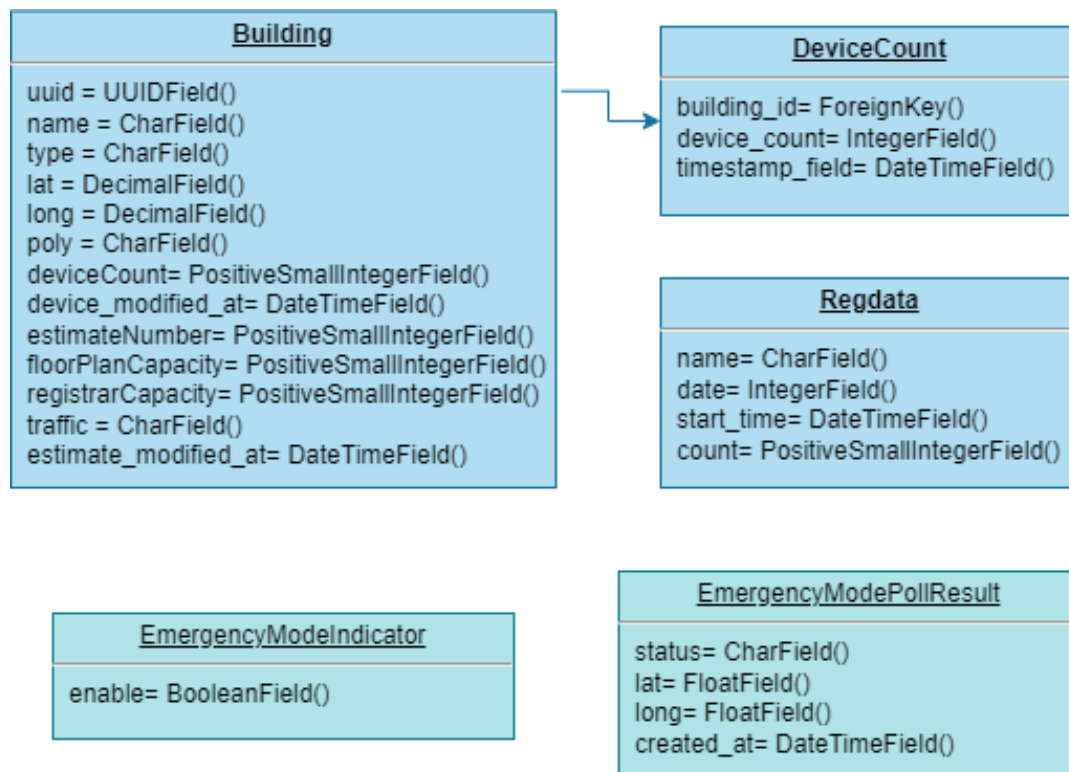 Building
uuid = UUIDField()
name = CharField()
type = CharField()
lat = DecimalField()
long = DecimalField()
poly = CharField()
deviceCount= PositiveSmallIntegerField()
device_modified_at= DateTimeField()
estimateNumber= PositiveSmallIntegerField()
floorPlanCapacity= PositiveSmallIntegerField()
registrarCapacity= PositiveSmallIntegerField()
traffic = CharField()
estimate_modified_at= DateTimeField()
DeviceCount
building_id= ForeignKey()
device_count= IntegerField()
timestamp_field= DateTimeField()
Regdata
name= CharField()
date= IntegerField()
start_time= DateTimeField()
count= PositiveSmallIntegerField()
EmergencyModeIndicator
enable= BooleanField()
EmergencyModePollResult
status= CharField()
lat= FloatField()
long= FloatField()
created_at= DateTimeField()